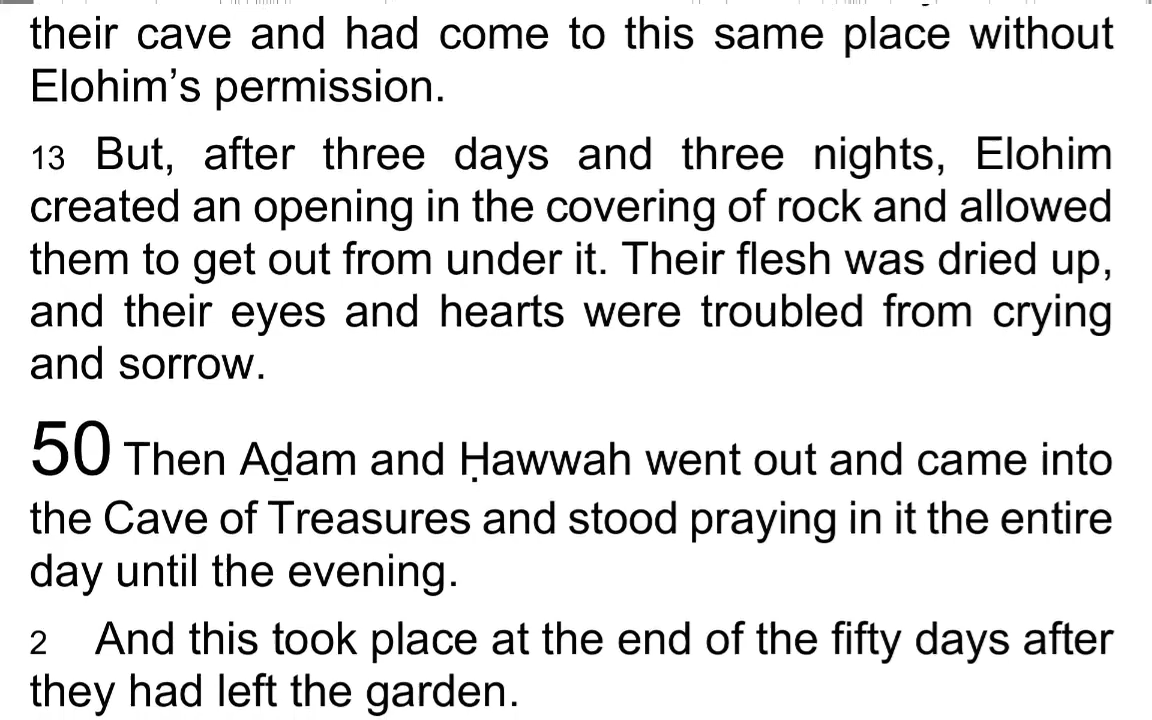 their cave and had come to this same place without
Elohim’s permission.
13 But, after three days and three nights, Elohim
created an opening in the covering of rock and allowed
them to get out from under it. Their flesh was dried up,
and their eyes and hearts were troubled from crying
and sorrow.
50 Then Aḏam and Ḥawwah went out and came into
the Cave of Treasures and stood praying in it the entire
day until the evening.
2 And this took place at the end of the fifty days after
they had left the garden.